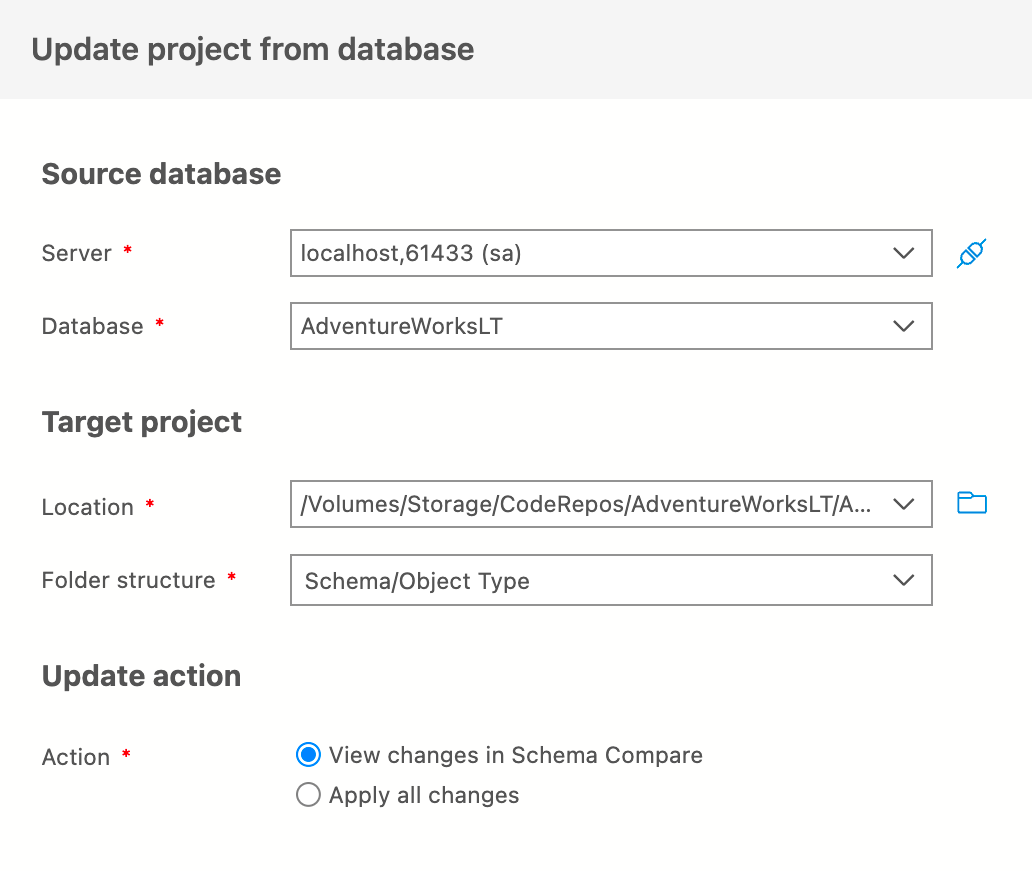 Update project from database
Source database
Server *
localhost,61433 (sa)
Database *
AdventureWorksLT
Target project
Location *
/Volumes/Storage/CodeRepos/AdventureWorksLT/A...
Folder structure *
Schema/Object Type
Update action
Action *
View changes in Schema Compare
Apply all changes